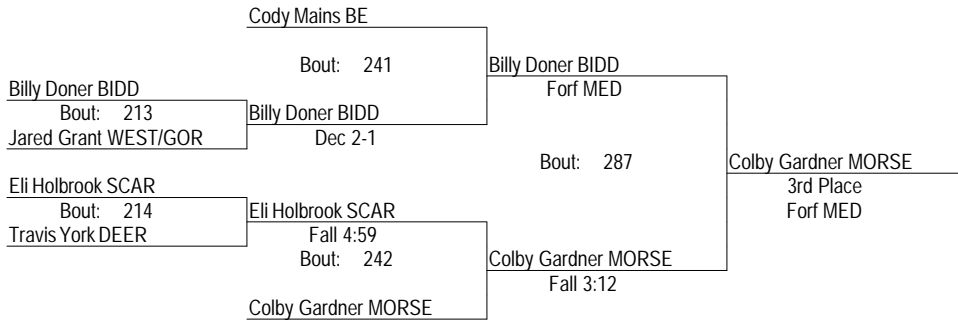 Cody Mains BE
Bout: 241
Billy Doner BIDD
Forf MED
Billy Doner BIDD
Bout: 213
Billy Doner BIDD
Jared Grant WEST/GOR
Dec 2-1
Bout: 287
Colby Gardner MORSE
3rd Place
Forf MED
Eli Holbrook SCAR
Bout: 214
Eli Holbrook SCAR
Travis York DEER
Fall 4:59
Bout: 242
Colby Gardner MORSE
Fall 3:12
Colby Gardner MORSE